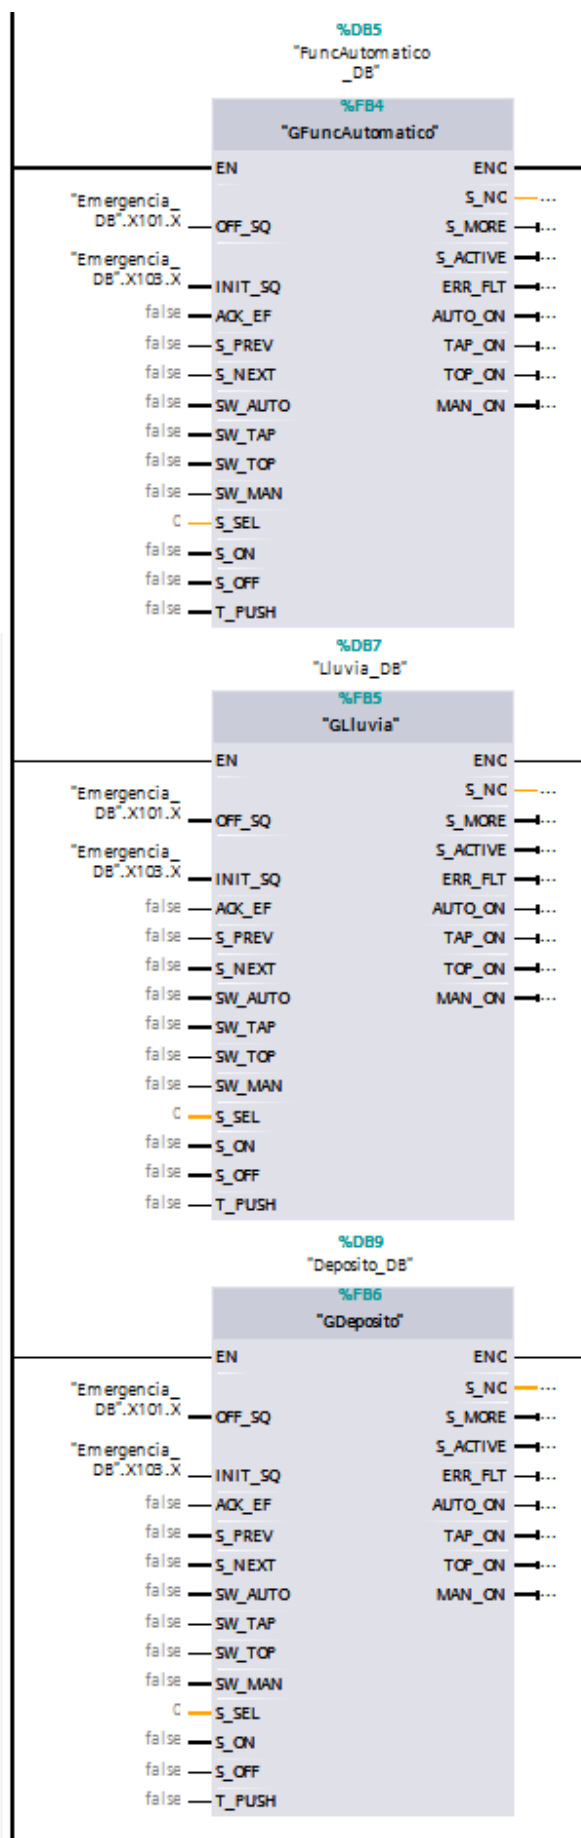 %DB5
"FuncAutomatico
_DB"
%FB4
"GFuncAutomatico"
EN ENO
S_NO ...
"Emergencia_
DB".X101.X OFF_SQ S_MORE ...
S_ACTIVE ...
"Emergencia_
DB".X103.X INIT_SQ ERR_FLT ...
false ACK_EF AUTO_ON ...
false S_PREV TAP_ON ...
false S_NEXT TOP_ON ...
false SW_AUTO MAN_ON ...
false SW_TAP
false SW_TOP
false SW_MAN
0 S_SEL
false S_ON
false S_OFF
false T_PUSH
%DB7
"Lluvia_DB"
%FB5
"GLluvia"
EN ENO
S_NO ...
"Emergencia_
DB".X101.X OFF_SQ S_MORE ...
S_ACTIVE ...
"Emergencia_
DB".X103.X INIT_SQ ERR_FLT ...
false ACK_EF AUTO_ON ...
false S_PREV TAP_ON ...
false S_NEXT TOP_ON ...
false SW_AUTO MAN_ON ...
false SW_TAP
false SW_TOP
false SW_MAN
0 S_SEL
false S_ON
false S_OFF
false T_PUSH
%DB9
"Deposito_DB"
%FB6
"GDeposito"
EN ENO
S_NO ...
"Emergencia_
DB".X101.X OFF_SQ S_MORE ...
S_ACTIVE ...
"Emergencia_
DB".X103.X INIT_SQ ERR_FLT ...
false ACK_EF AUTO_ON ...
false S_PREV TAP_ON ...
false S_NEXT TOP_ON ...
false SW_AUTO MAN_ON ...
false SW_TAP
false SW_TOP
false SW_MAN
0 S_SEL
false S_ON
false S_OFF
false T_PUSH